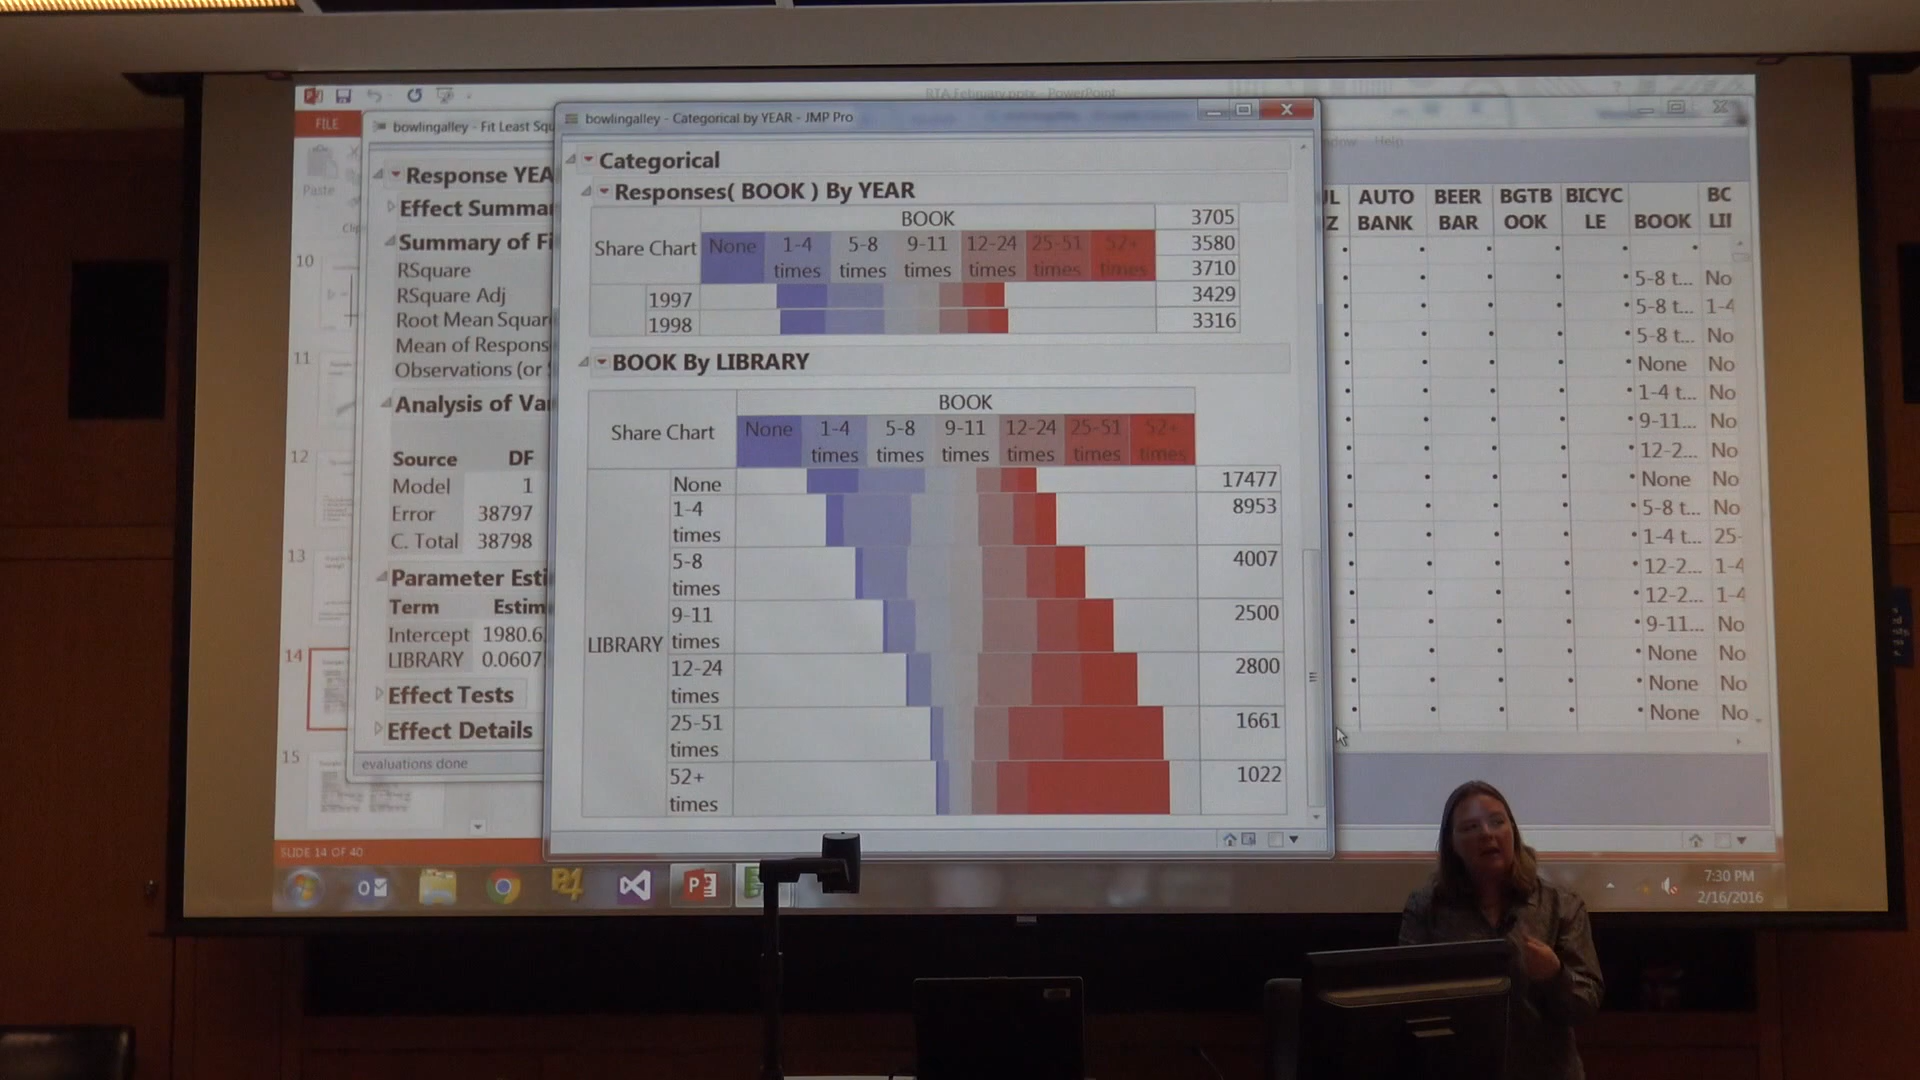 RTA February.pptx - PowerPoint
FILE
Paste
bowlingalley - Fit Least Squ
Response YEA
Effect Summa
Summary of Fi
RSquare
RSquare Adj
Root Mean Squar
Mean of Respons
Observations (or
Analysis of Va
Source DF
Model 1
Error 38797
C. Total 38798
Parameter Esti
Term Estim
Intercept 1980.6
LIBRARY 0.0607
Effect Tests
Effect Details
evaluations done
10
11
12
13
14
15
SLIDE 14 OF 40
bowlingalley - Categorical by YEAR - JMP Pro
Categorical
Responses( BOOK ) By YEAR
BOOK
Share Chart
None
1-4 times
5-8 times
9-11 times
12-24 times
25-51 times
52+ times
3705
3580
3710
1997 3429
1998 3316
BOOK By LIBRARY
BOOK
Share Chart
None
1-4 times
5-8 times
9-11 times
12-24 times
25-51 times
52+ times
LIBRARY
None 17477
1-4 times 8953
5-8 times 4007
9-11 times 2500
12-24 times 2800
25-51 times 1661
52+ times 1022
Help
AUTO BANK
BEER BAR
BGTB OOK
BICYC LE
BOOK
BC
5-8 t... No
5-8 t... 1-4
5-8 t... No
None No
1-4 t... No
9-11... No
12-2... No
None No
5-8 t... No
1-4 t... 25-
12-2... 1-4
12-2... 1-4
9-11... No
None No
None No
None No
7:30 PM
2/16/2016